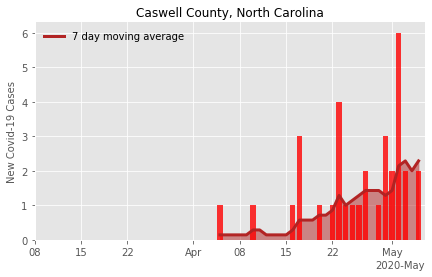 Caswell County, North Carolina
7 day moving average
New Covid-19 Cases
6
5
4
3
2
1
0
08 15 22 Apr 08 15 22 May
2020-May